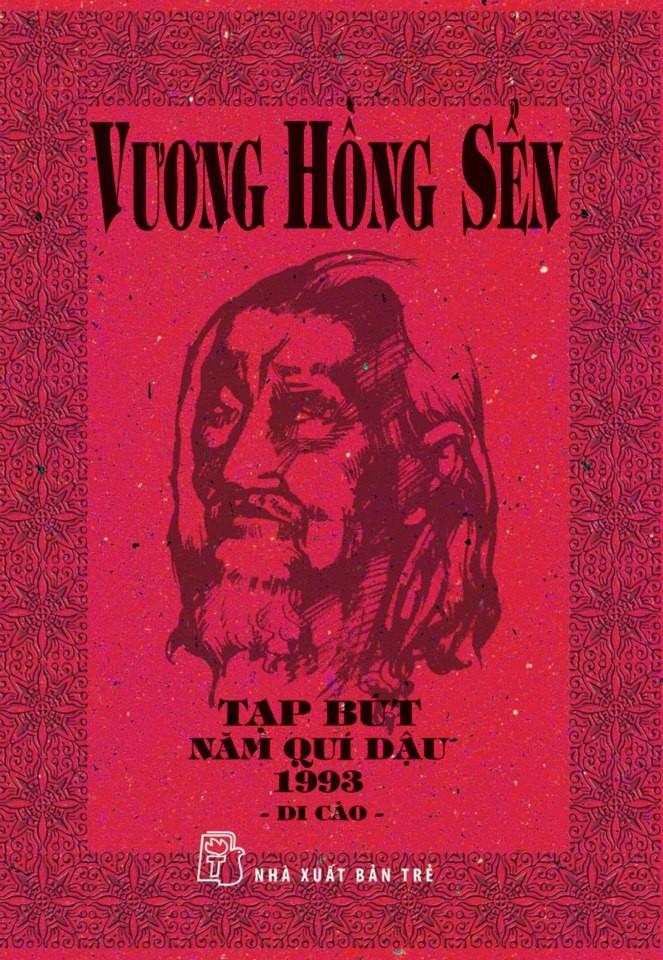 VƯƠNG HỒNG SỂN
TẠP BÚT
NĂM QUÍ DẬU
1993
- DI CẢO -
NHÀ XUẤT BẢN TRẺ